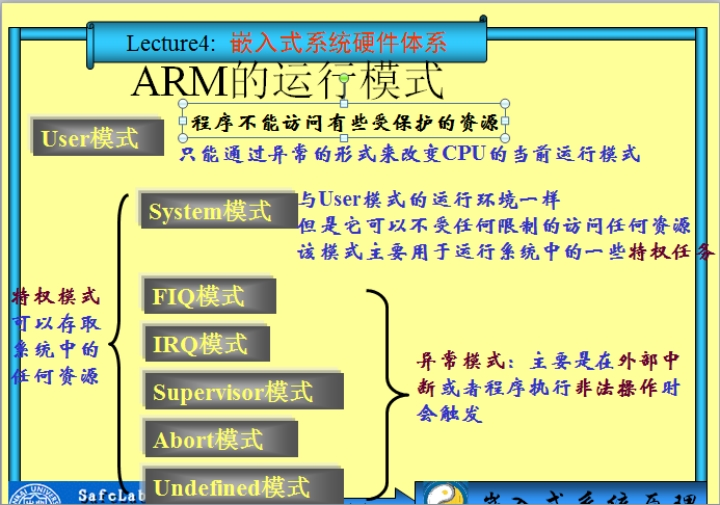 Lecture4: 嵌入式系统硬件体系
ARM的运行模式
User模式
程序不能访问有些受保护的资源
只能通过异常的形式来改变CPU的当前运行模式
System模式
与User模式的运行环境一样
但是它可以不受任何限制的访问任何资源
该模式主要用于运行系统中的一些特权任务
特权模式
可以存取
系统中的
任何资源
FIQ模式
IRQ模式
Supervisor模式
Abort模式
Undefined模式
异常模式：主要是在外部中
断或者程序执行非法操作时
会触发
SafeLab
嵌入式系统原理